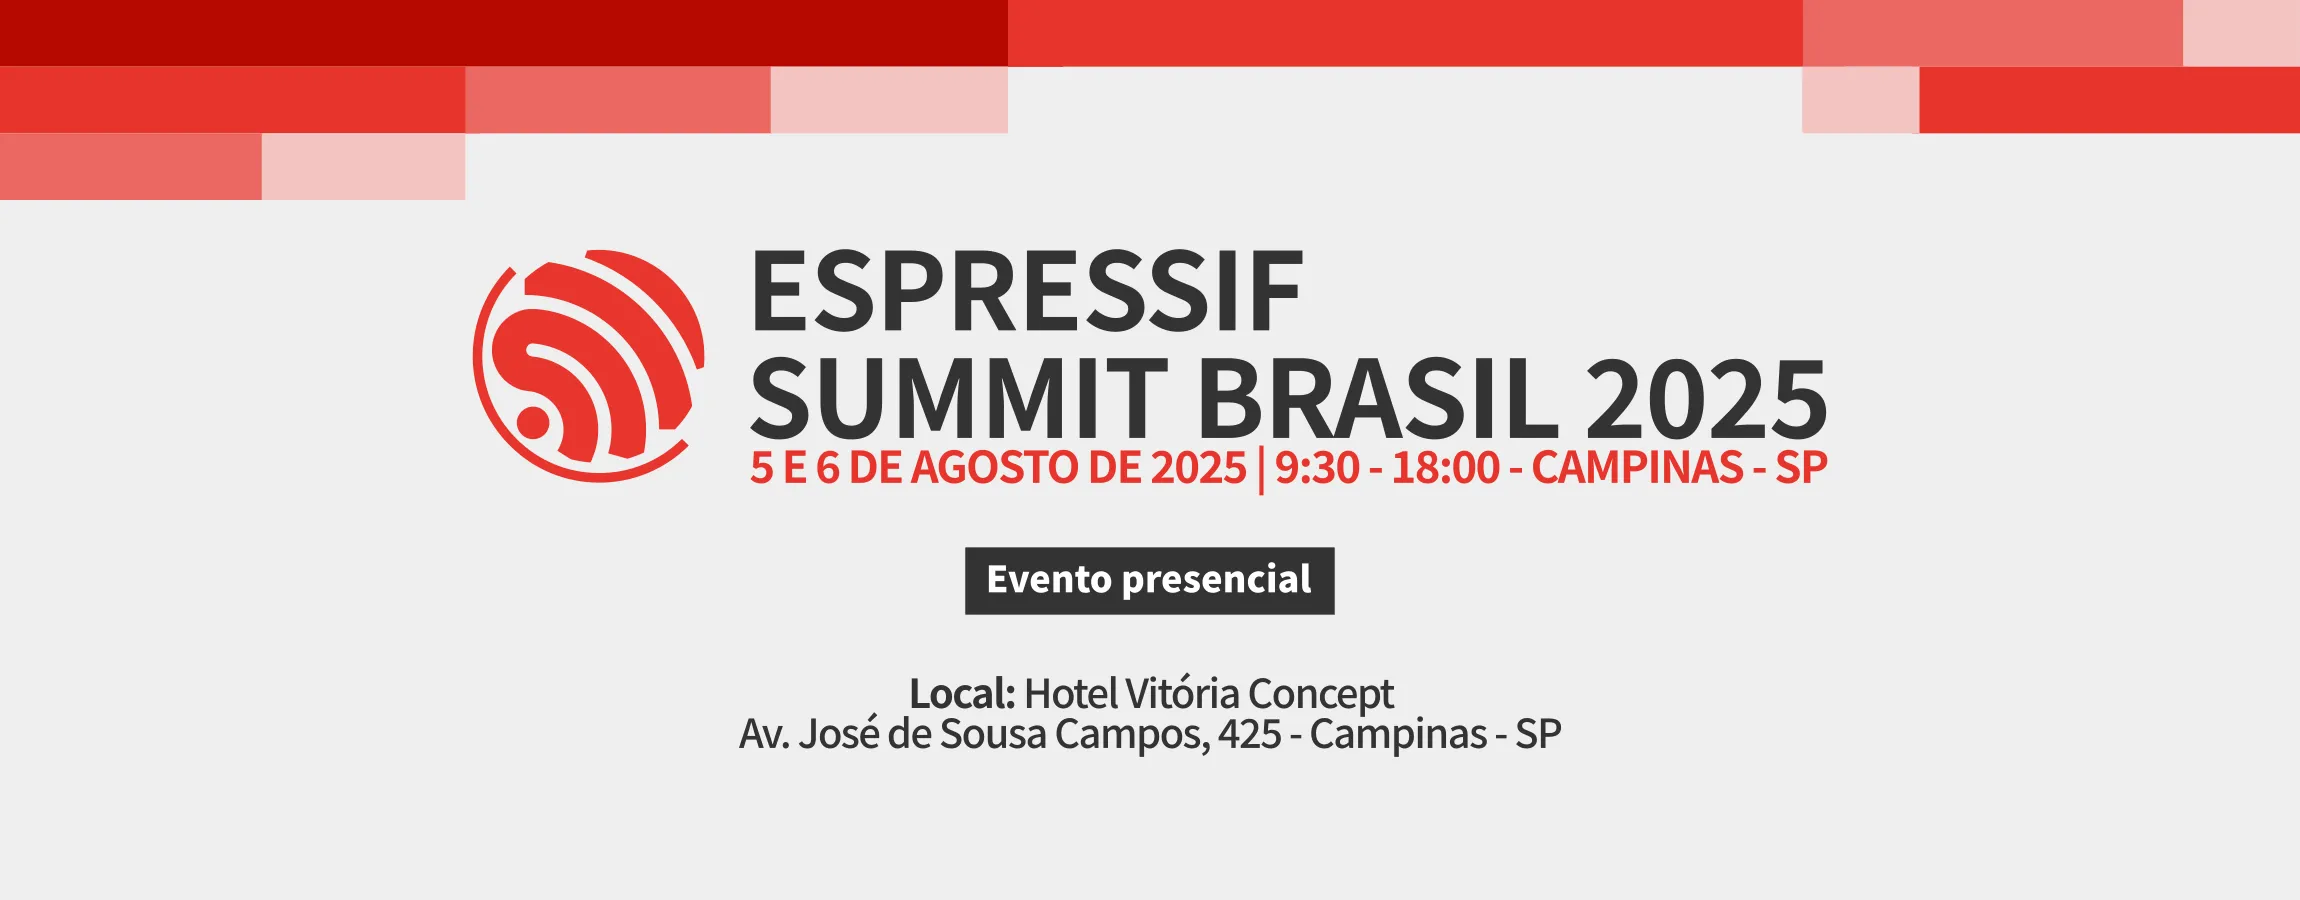 ESPRESSIF
SUMMIT BRASIL 2025
5 E 6 DE AGOSTO DE 2025 | 9:30 - 18:00 - CAMPINAS - SP
Evento presencial
Local: Hotel Vitória Concept
Av. José de Sousa Campos, 425 - Campinas - SP